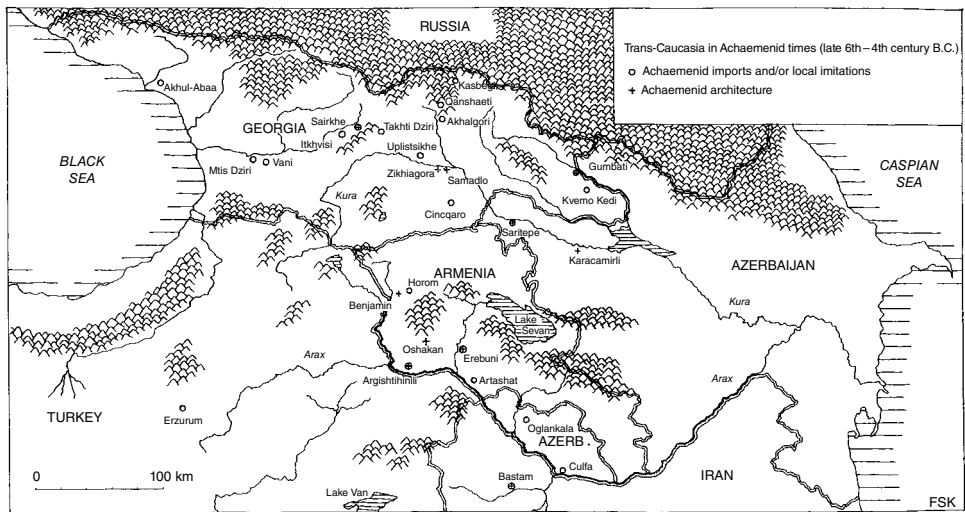 RUSSIA
Trans-Caucasia in Achaemenid times (late 6th–4th century B.C.)
Achaemenid imports and/or local imitations
Achaemenid architecture
Akhul-Abaa
Kasbegi
Qanshaeti
GEORGIA
Sairkhe
Takhti Dziri
Akhalgori
Itkhvisi
Uplistsikhe
BLACK
SEA
CASPIAN
SEA
Mtis Dziri
Vani
Zikhiagora
Samadlo
Gumbati
Kvemo Kedi
Kura
Cincqaro
Saritepe
Karacamirli
AZERBAIJAN
ARMENIA
Horom
Benjamin
Kura
Lake
Sevan
Oshakan
Erebuni
Arax
Argishtihinili
Artashat
Arax
TURKEY
Erzurum
Oglankala
AZERB.
Culfa
0
100 km
Bastam
IRAN
Lake Van
FSK